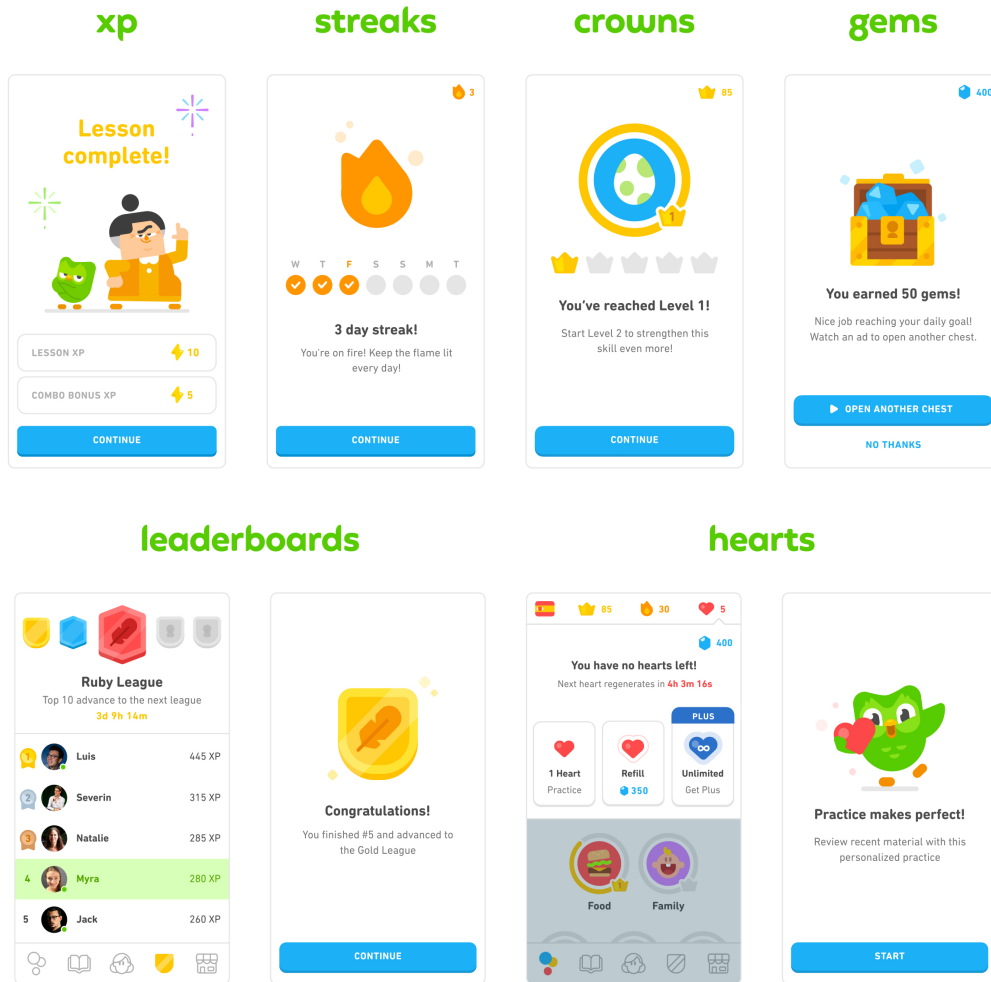 xp
streaks
crowns
gems
Lesson
complete!
LESSON XP
10
COMBO BONUS XP
5
CONTINUE
3
W T F S S M T
3 day streak!
You're on fire! Keep the flame lit
every day!
CONTINUE
85
1
You've reached Level 1!
Start Level 2 to strengthen this
skill even more!
CONTINUE
400
You earned 50 gems!
Nice job reaching your daily goal!
Watch an ad to open another chest.
OPEN ANOTHER CHEST
NO THANKS
leaderboards
hearts
Ruby League
Top 10 advance to the next league
3d 9h 14m
1 Luis 445 XP
2 Severin 315 XP
3 Natalie 285 XP
4 Myra 280 XP
5 Jack 260 XP
Congratulations!
You finished #5 and advanced to
the Gold League
CONTINUE
85 30 5
400
You have no hearts left!
Next heart regenerates in 4h 3m 16s
PLUS
1 Heart
Practice
Refill
350
Unlimited
Get Plus
1
Food Family
Practice makes perfect!
Review recent material with this
personalized practice
START